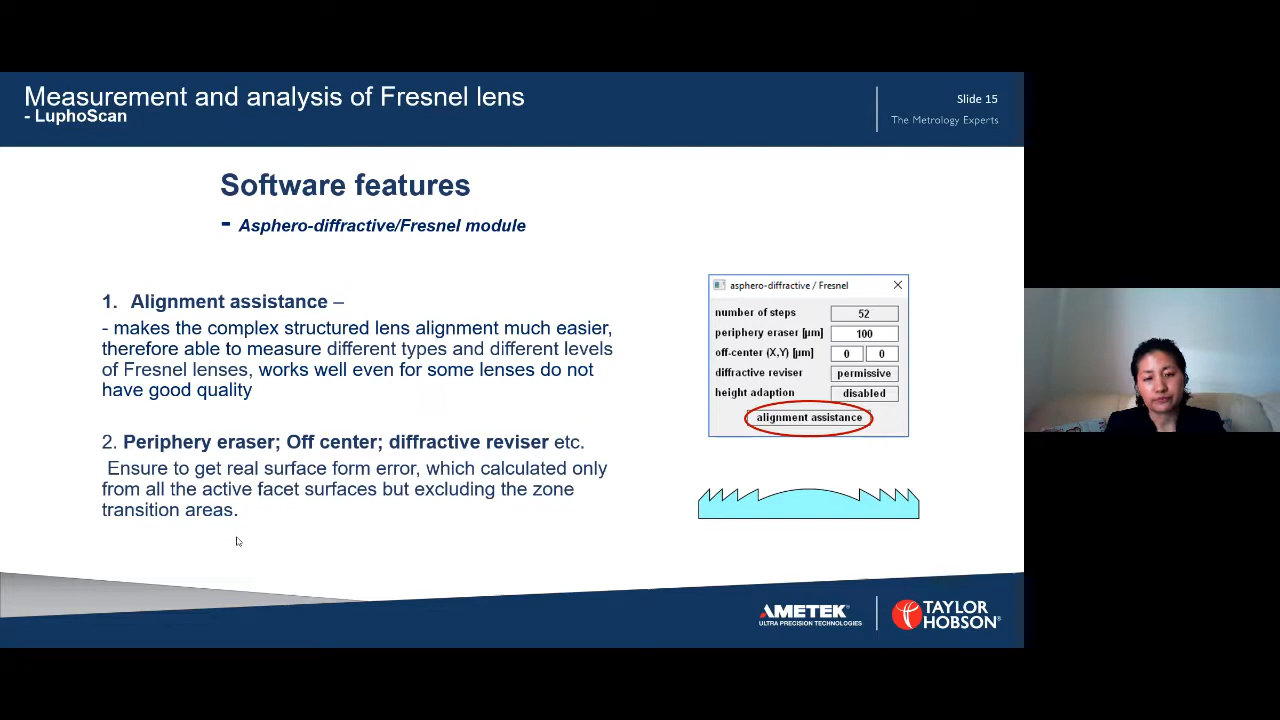 Measurement and analysis of Fresnel lens
- LuphoScan
Slide 15
The Metrology Experts
Software features
- Asphero-diffractive/Fresnel module
1. Alignment assistance –
- makes the complex structured lens alignment much easier,
therefore able to measure different types and different levels
of Fresnel lenses, works well even for some lenses do not
have good quality
2. Periphery eraser; Off center; diffractive reviser etc.
Ensure to get real surface form error, which calculated only
from all the active facet surfaces but excluding the zone
transition areas.
asphero-diffractive / Fresnel
number of steps 52
periphery eraser [µm] 100
off-center (X,Y) [µm] 0 0
diffractive reviser permissive
height adaption disabled
alignment assistance
AMETEK®
ULTRA PRECISION TECHNOLOGIES
TAYLOR
HOBSON®